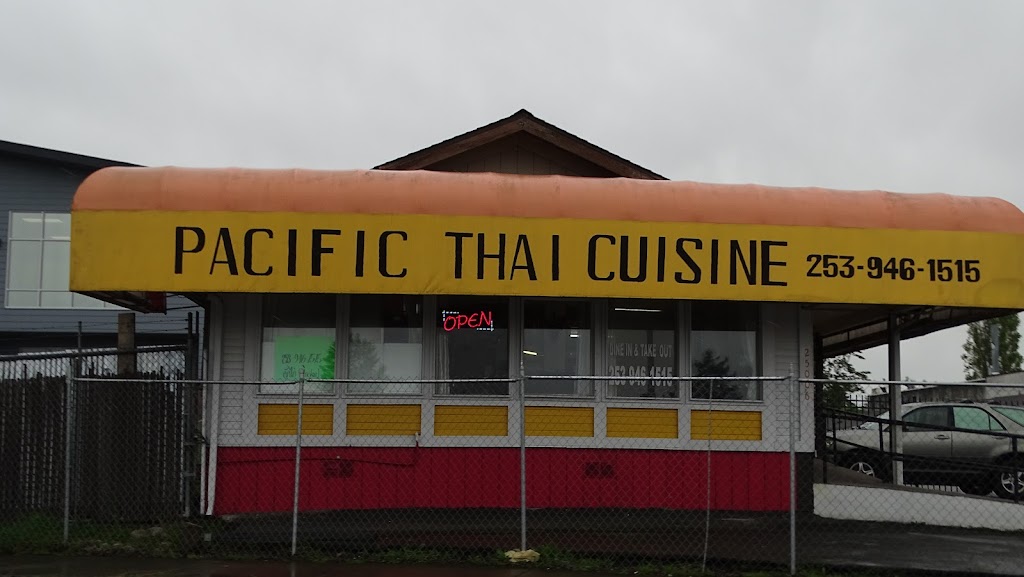 PACIFIC THAI CUISINE 253-946-1515
OPEN
DINE IN & TAKE OUT
253 946 1515